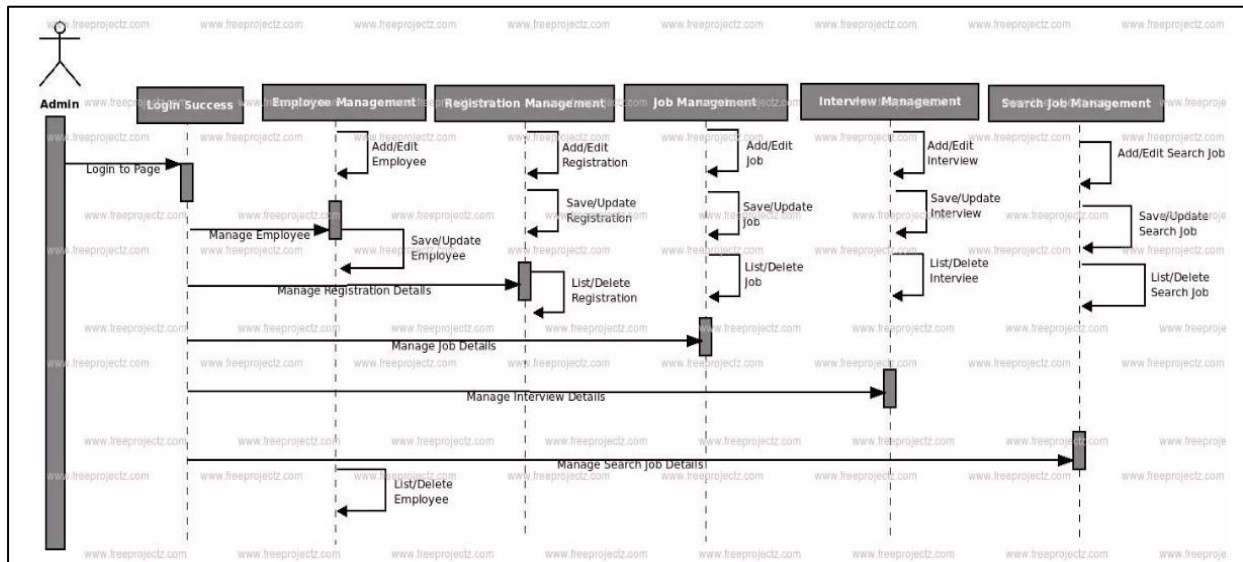 Admin
Login Success
Employee Management
Registration Management
Job Management
Interview Management
Search Job Management
Add/Edit
Employee
Add/Edit
Registration
Add/Edit
Job
Add/Edit
Interview
Add/Edit Search Job
Login to Page
Save/Update
Registration
Save/Update
Job
Save/Update
Interview
Save/Update
Search Job
Manage Employee
Save/Update
Employee
List/Delete
Registration
List/Delete
Job
List/Delete
Interviee
List/Delete
Search Job
Manage Registration Details
Manage Job Details
Manage Interview Details
Manage Search Job Details
List/Delete
Employee
www.freeprojectz.com